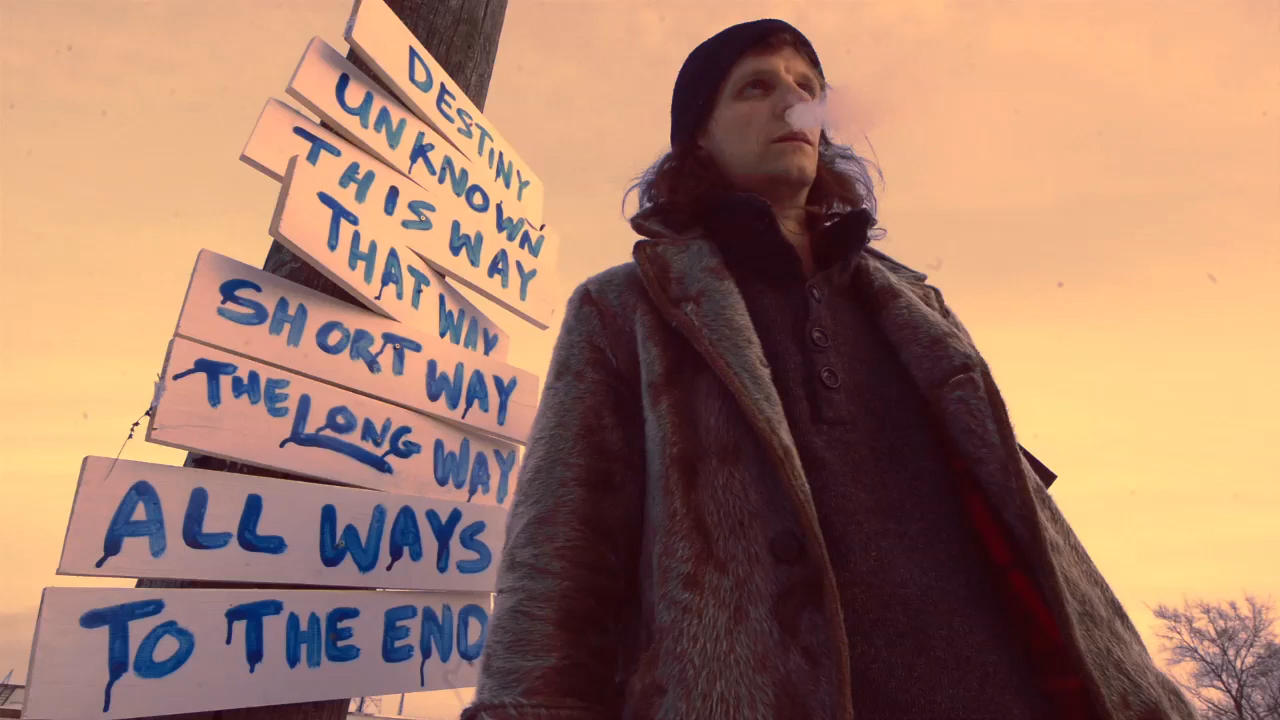 DESTINY
UNKNOWN
THIS WAY
THAT WAY
SHORT WAY
THE LONG WAY
ALL WAYS
TO THE END